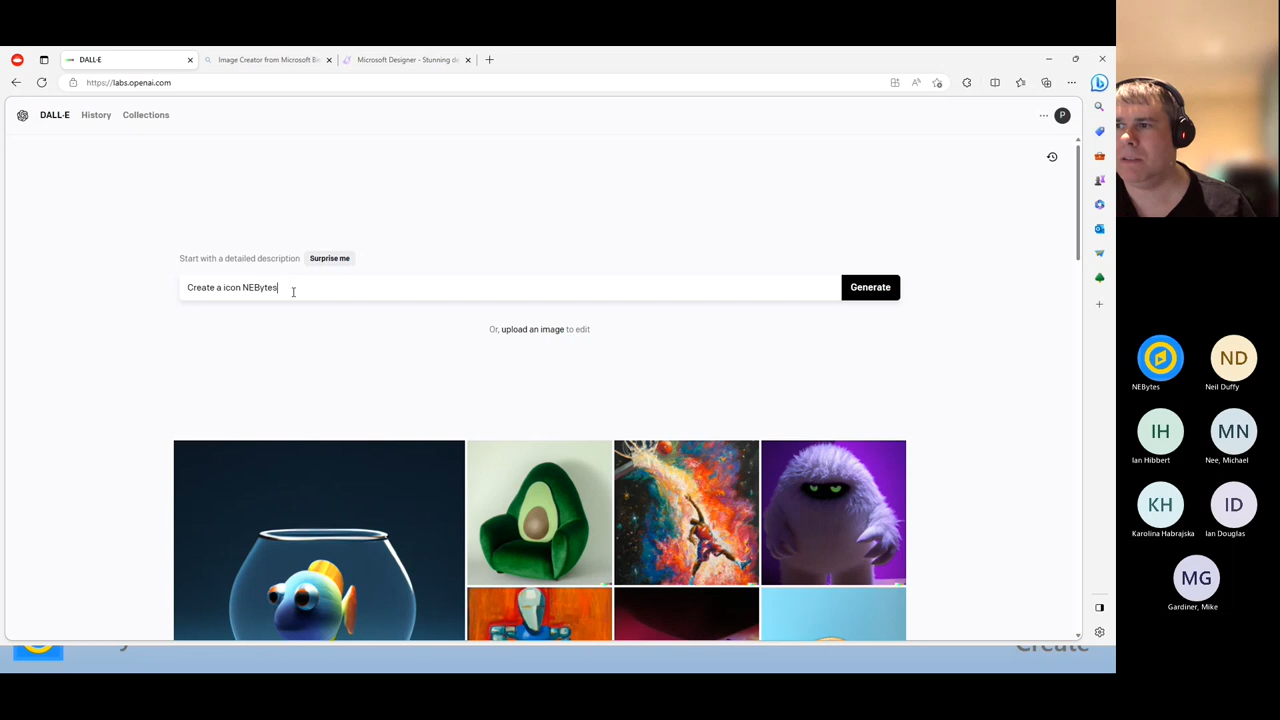 DALL·E
Image Creator from Microsoft Bi
Microsoft Designer - Stunning de
https://labs.openai.com
DALL·E
History
Collections
P
Start with a detailed description
Surprise me
Create a icon NEBytes
Generate
Or, upload an image to edit
Create
NEBytes
ND
Neil Duffy
IH
Ian Hibbert
MN
Nee, Michael
KH
Karolina Habrajska
ID
Ian Douglas
MG
Gardiner, Mike